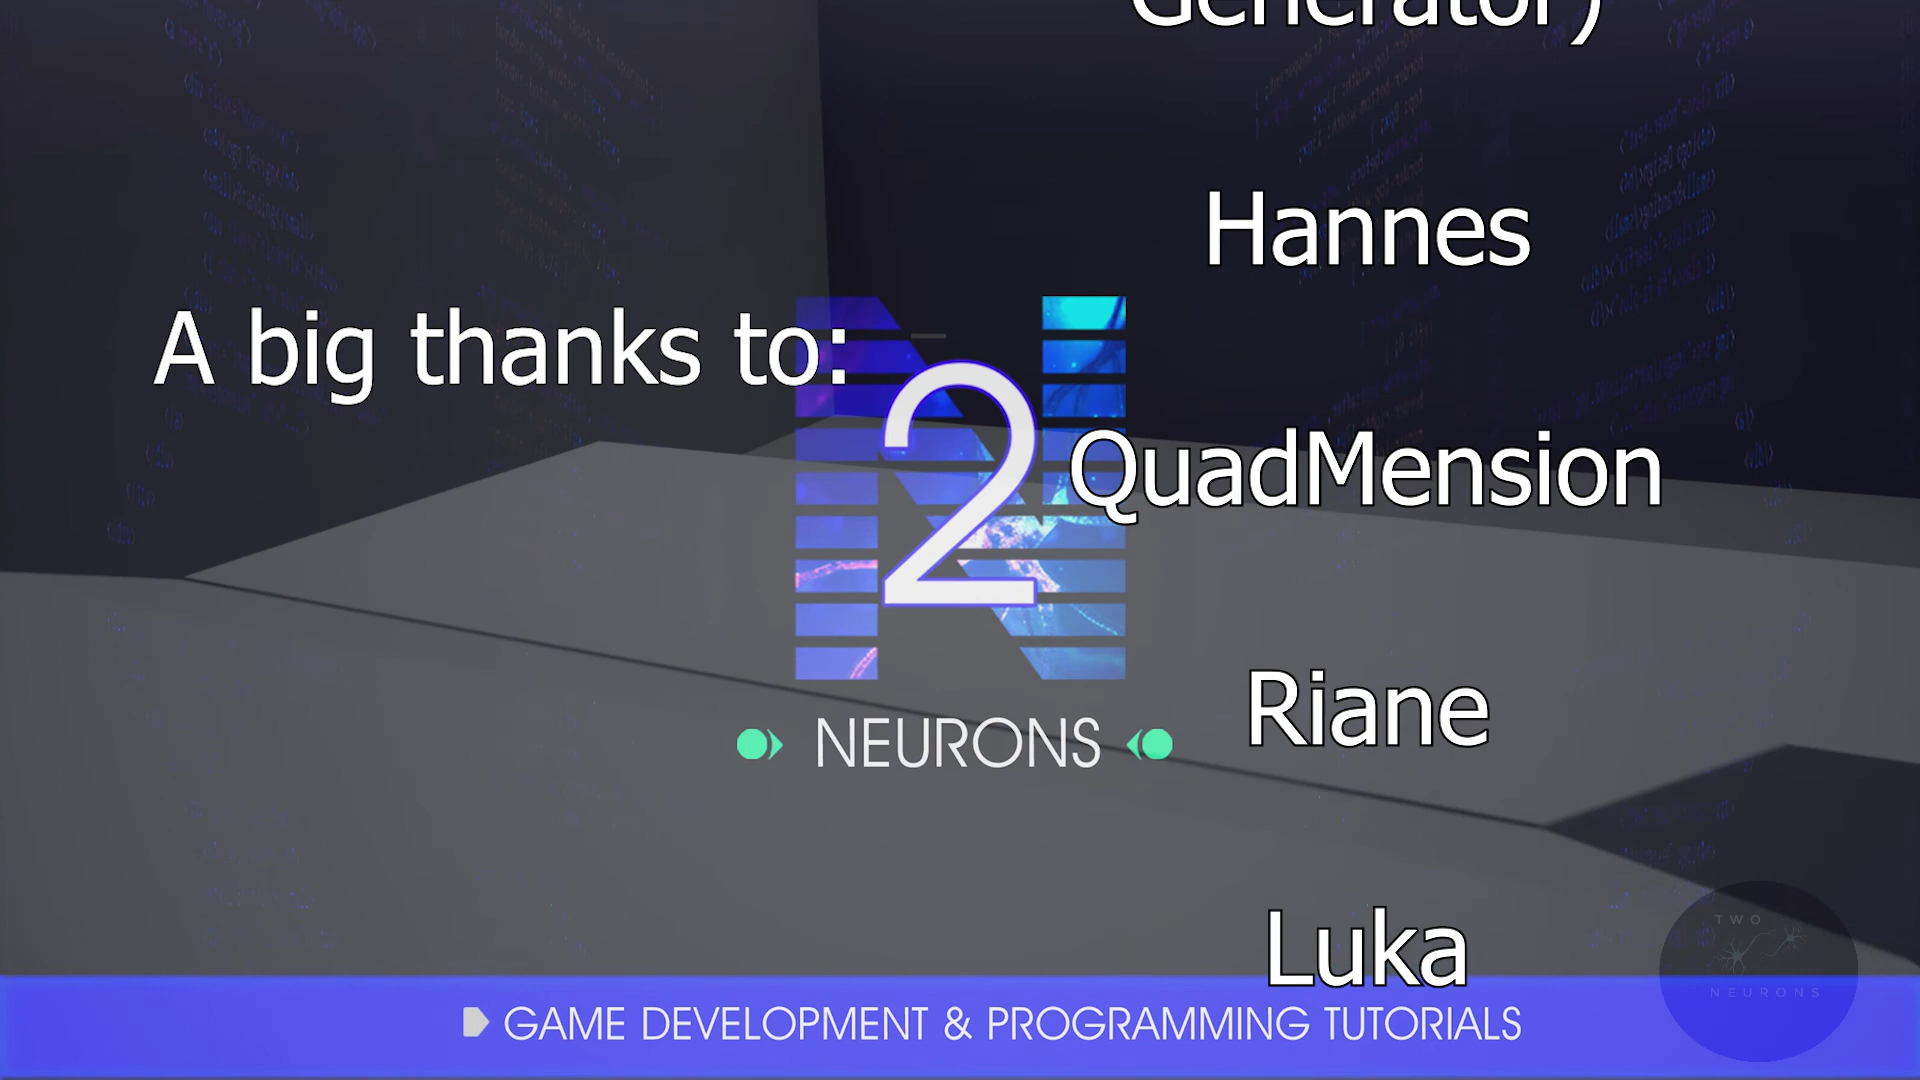 Generator)
Hannes
A big thanks to:
2
QuadMension
Riane
NEURONS
Luka
TWO
NEURONS
GAME DEVELOPMENT & PROGRAMMING TUTORIALS